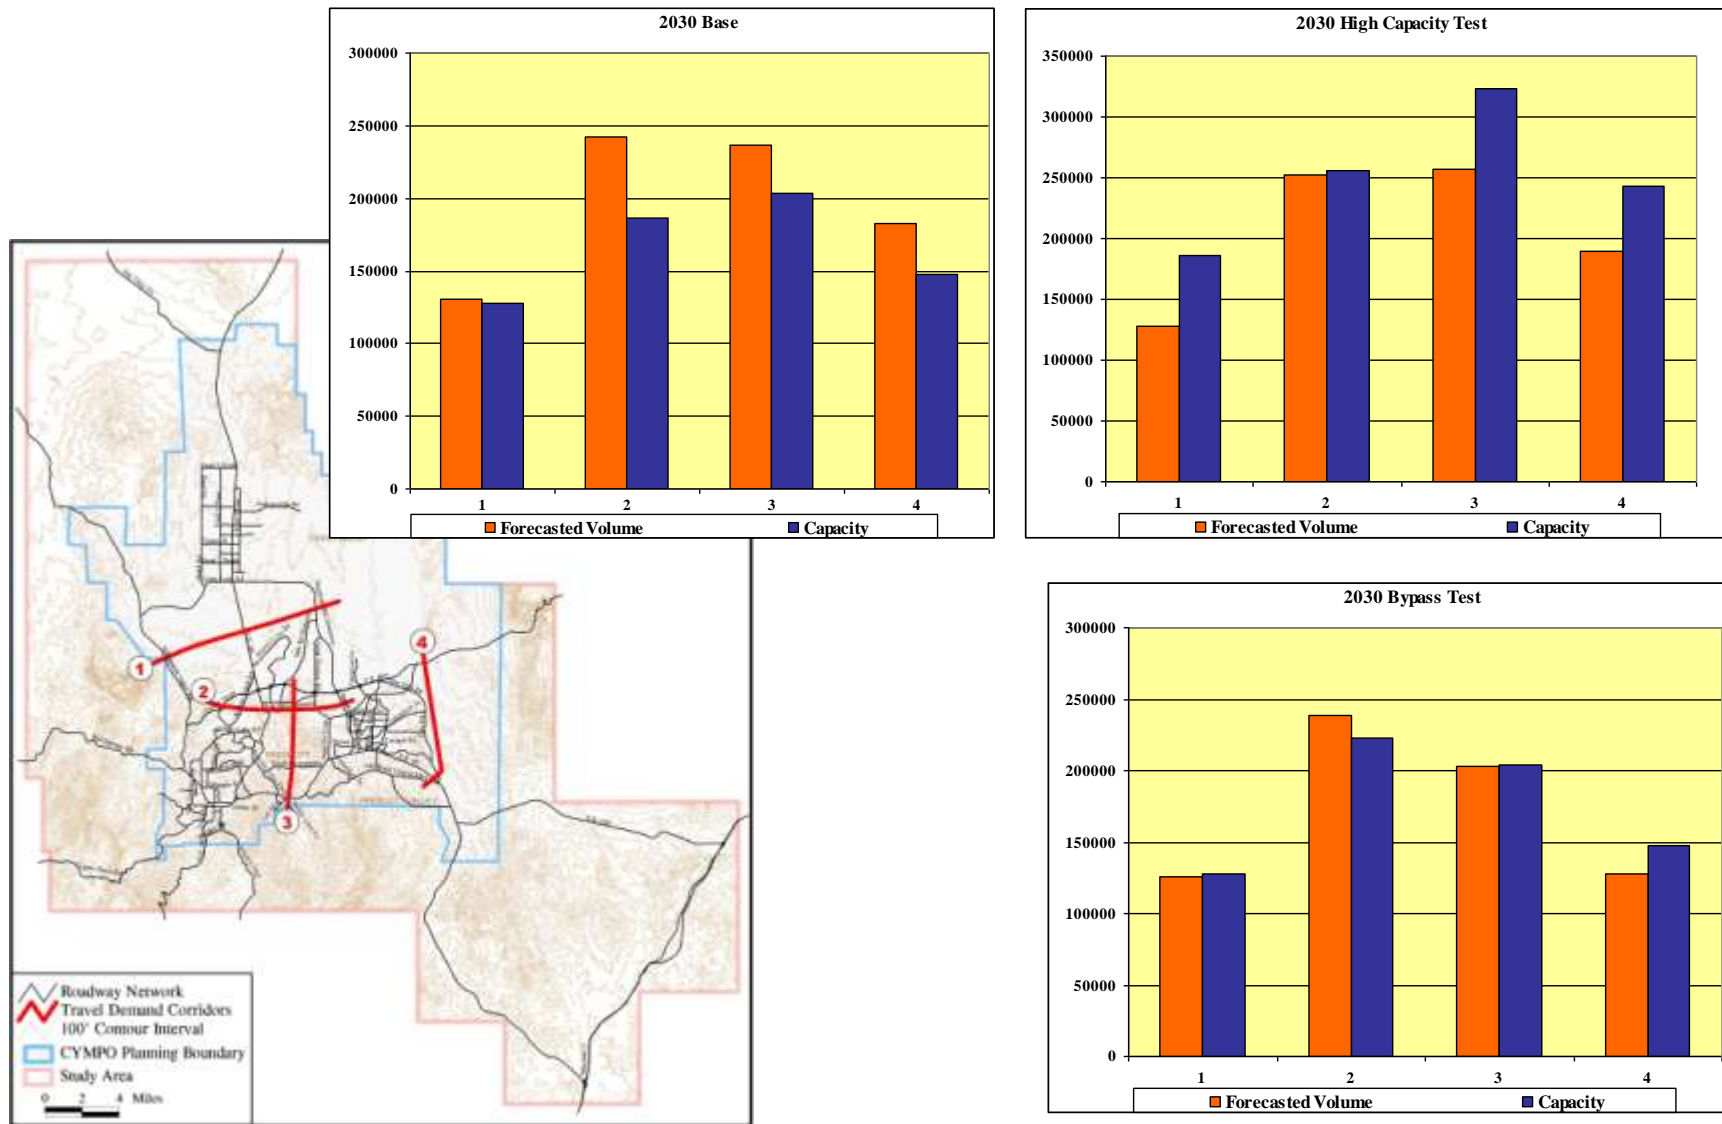 2030 Base
300000
250000
200000
150000
100000
50000
0
1 2 3 4
Forecasted Volume Capacity
2030 High Capacity Test
350000
300000
250000
200000
150000
100000
50000
0
1 2 3 4
Forecasted Volume Capacity
1
2
3
4
Roadway Network
Travel Demand Corridors
100' Contour Interval
CYMPO Planning Boundary
Study Area
0 2 4 Miles
2030 Bypass Test
300000
250000
200000
150000
100000
50000
0
1 2 3 4
Forecasted Volume Capacity